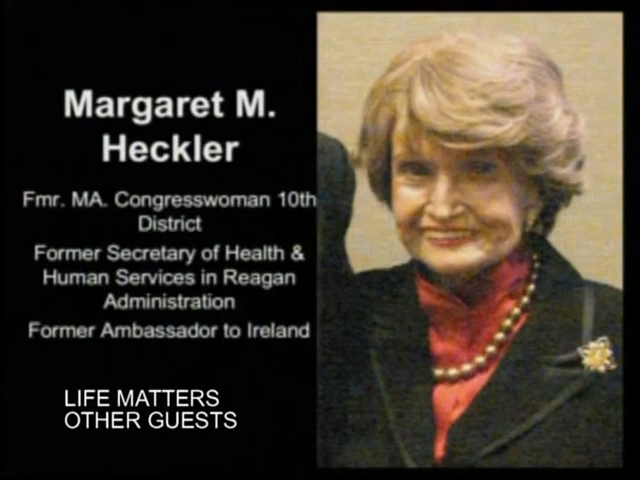 Margaret M.
Heckler
Fmr. MA. Congresswoman 10th
District
Former Secretary of Health &
Human Services in Reagan
Administration
Former Ambassador to Ireland
LIFE MATTERS
OTHER GUESTS